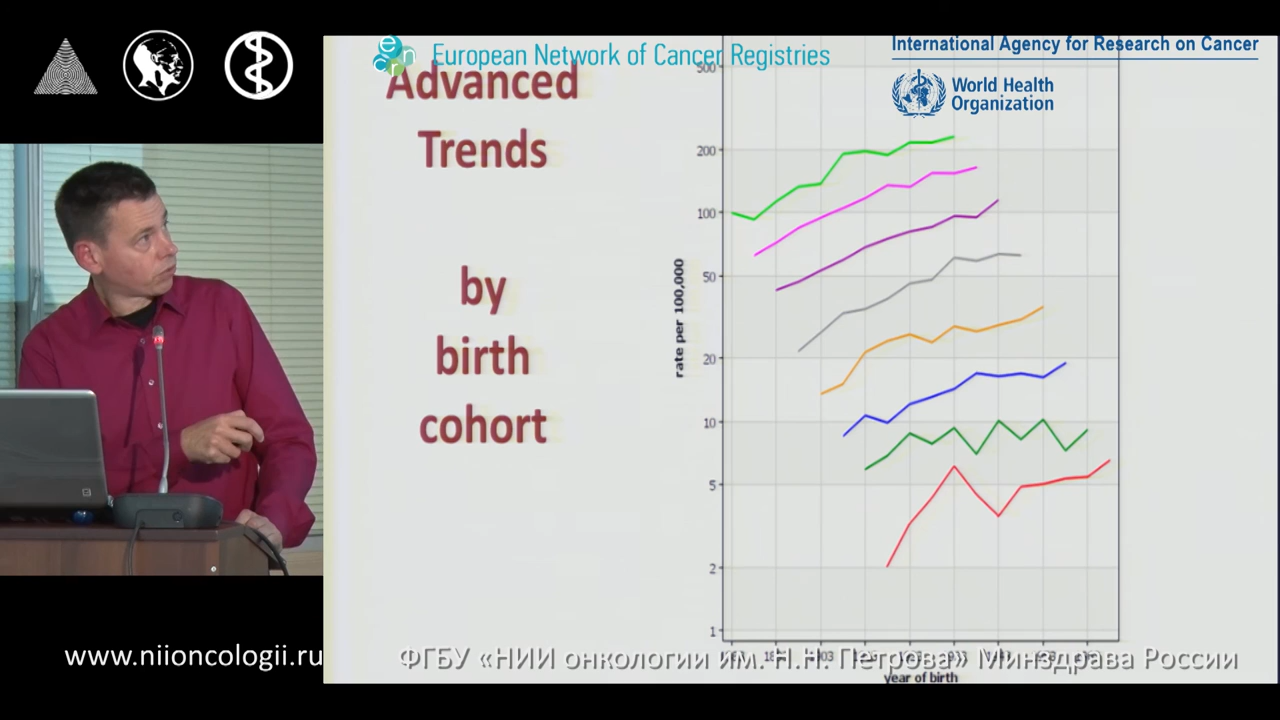 European Network of Cancer Registries
International Agency for Research on Cancer
World Health
Organization
Advanced
Trends
by
birth
cohort
rate per 100,000
500
200
100
50
20
10
5
2
1
year of birth
www.niioncologii.ru
ФГБУ «НИИ онкологии им. Н.Н. Петрова» Минздрава России